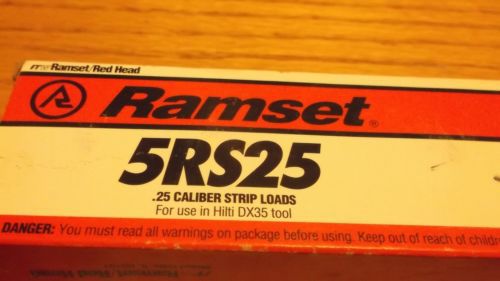 Ramset/Red Head
Ramset®
5RS25
.25 CALIBER STRIP LOADS
For use in Hilti DX35 tool
DANGER: You must read all warnings on package before using. Keep out of reach of childre